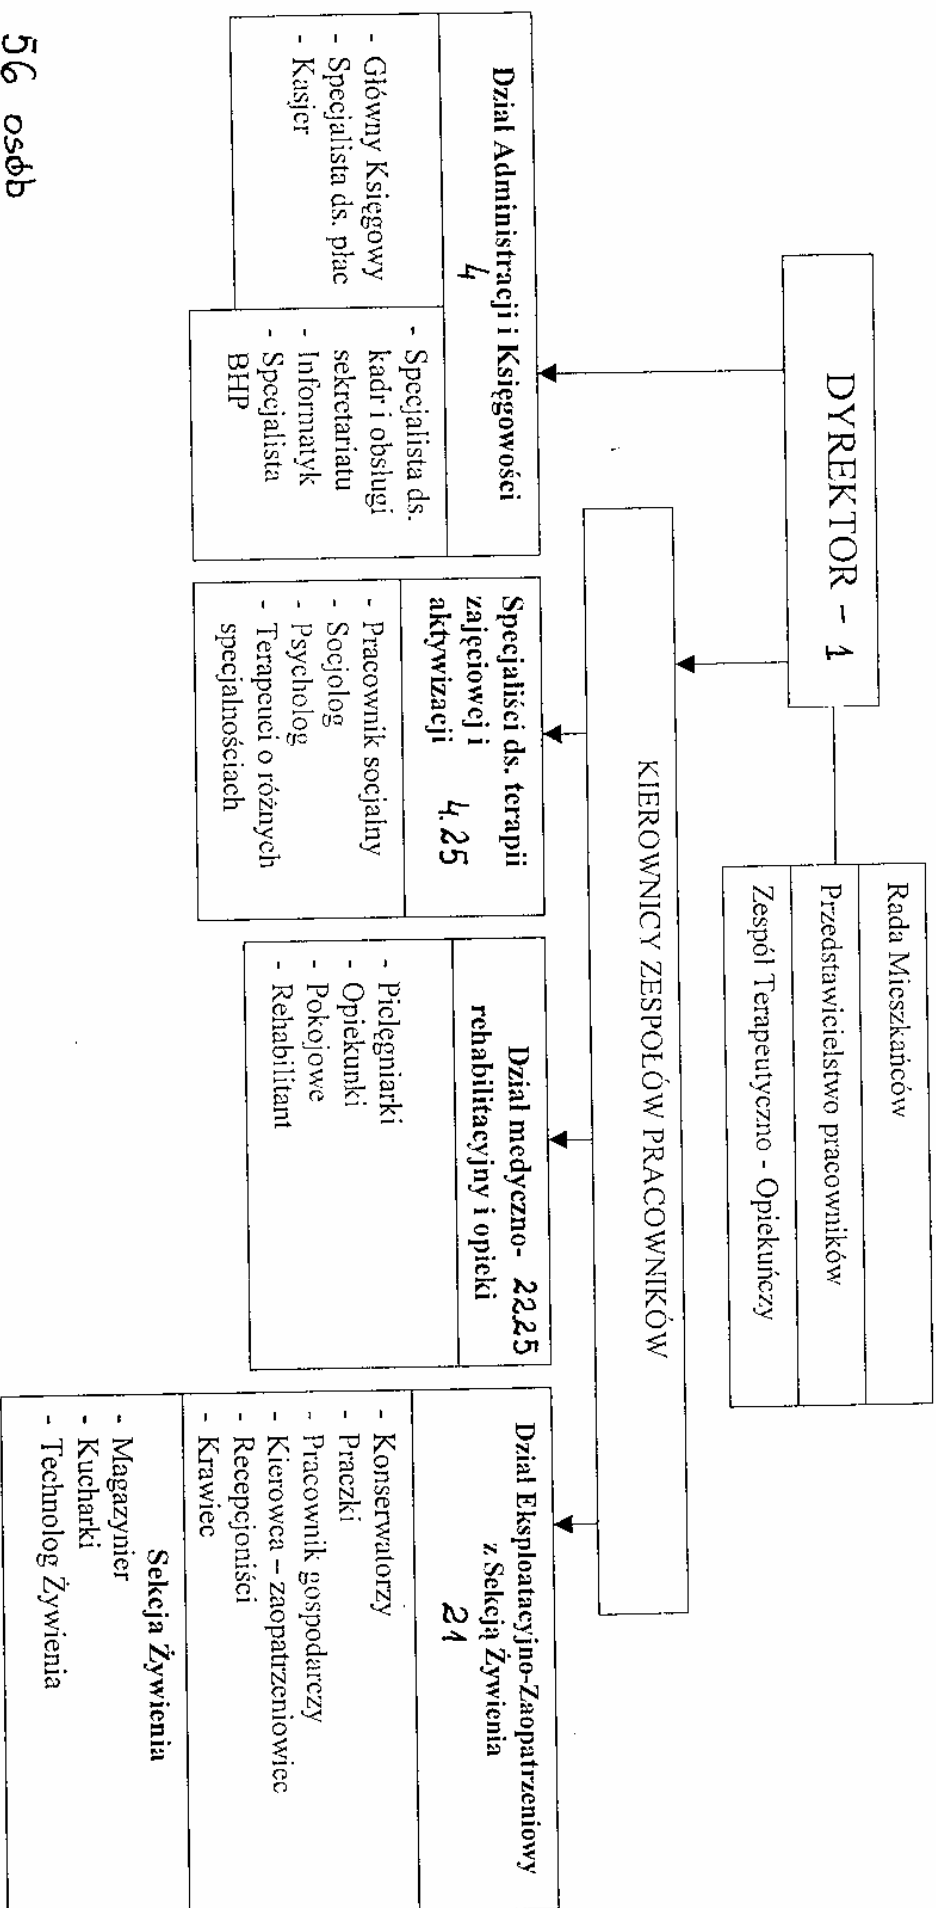 DYREKTOR - 1
Rada Mieszkańców
Przedstawicielstwo pracowników
Zespół Terapeutyczno - Opiekuńczy
KIEROWNICY ZESPOŁÓW PRACOWNIKÓW
Dział Administracji i Księgowości
4
- Główny Księgowy
- Specjalista ds. płac
- Kasjer
- Specjalista ds.
kadr i obsługi
sekretariatu
- Informatyk
- Specjalista
BHP
Specjaliści ds. terapii
zajęciowej i
aktywizacji 4.25
- Pracownik socjalny
- Socjolog
- Psycholog
- Terapeuci o różnych
specjalnościach
Dział medyczno- 22.25
rehabilitacyjny i opieki
- Pielęgniarki
- Opiekunki
- Pokojowe
- Rehabilitant
Dział Eksploatacyjno-Zaopatrzeniowy
z Sekcją Żywienia
21
- Konserwatorzy
- Praczki
- Pracownik gospodarczy
- Kierowca – zaopatrzeniowiec
- Recepcjoniści
- Krawiec
Sekcja Żywienia
- Magazynier
- Kucharki
- Technolog Żywienia
56 osób